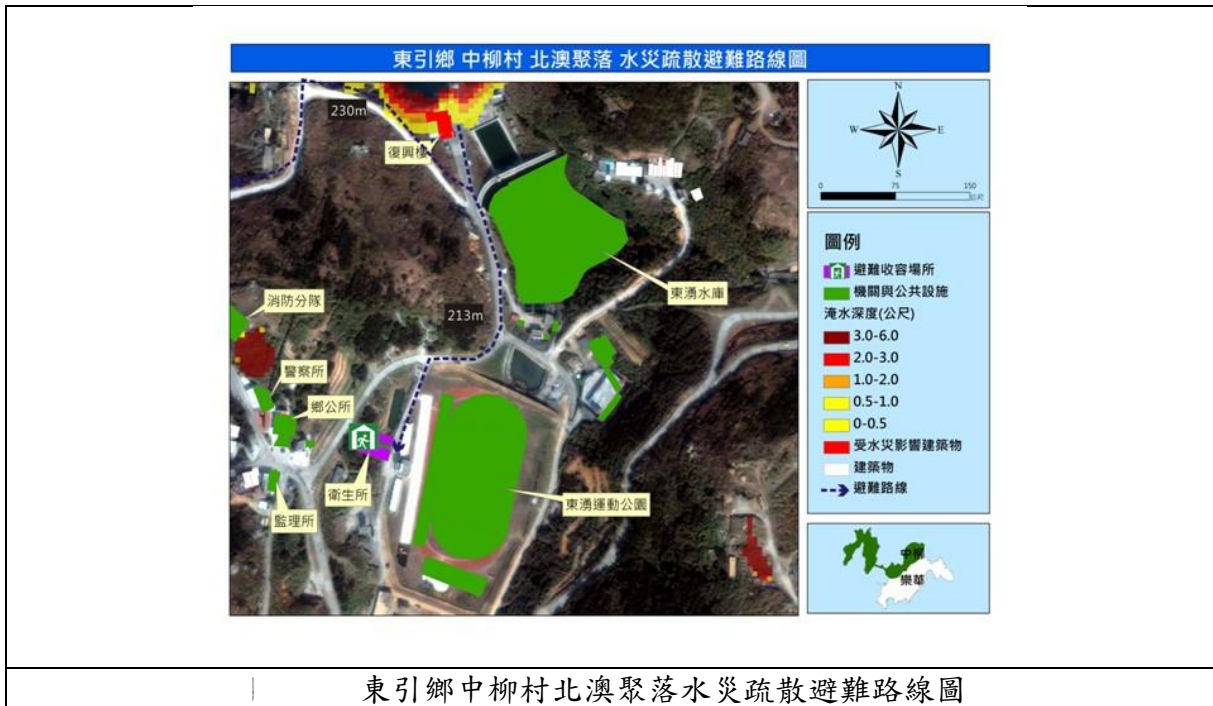 東引鄉 中柳村 北澳聚落 水災疏散避難路線圖
230m
復興樓
東湧水庫
消防分隊
213m
警察所
鄉公所
衛生所
監理所
東湧運動公園
N
W
E
S
0 75 150
公尺
圖例
避難收容場所
機關與公共設施
淹水深度(公尺)
3.0-6.0
2.0-3.0
1.0-2.0
0.5-1.0
0-0.5
受水災影響建築物
建築物
避難路線
中柳
樂華
東引鄉中柳村北澳聚落水災疏散避難路線圖